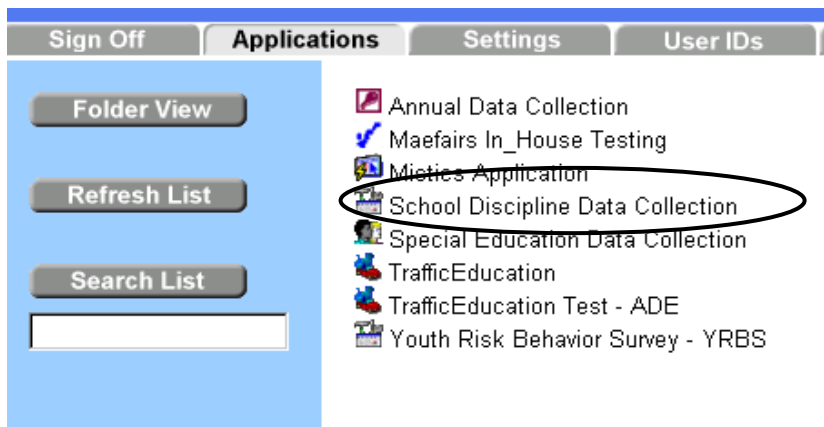 Sign Off Applications Settings User IDs
Folder View
Refresh List
Search List
Annual Data Collection
Maefairs In_House Testing
Mistics Application
School Discipline Data Collection
Special Education Data Collection
TrafficEducation
TrafficEducation Test - ADE
Youth Risk Behavior Survey - YRBS